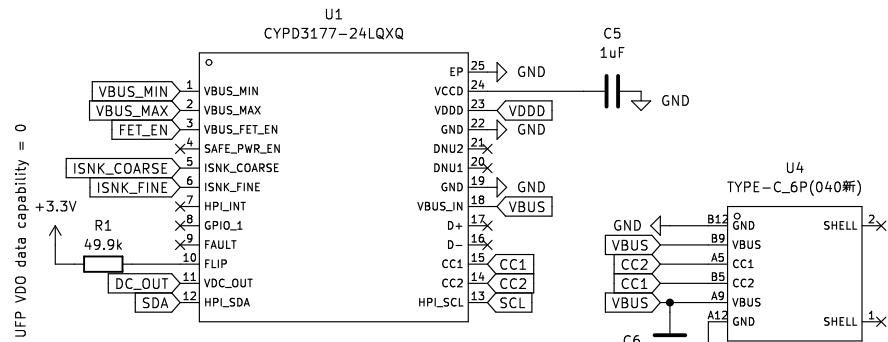 U1
CYPD3177-24LQXQ
C5
1uF
GND
EP 25 GND
VCCD 24
VBUS_MIN 1 VBUS_MIN
VDDD 23 VDDD
VBUS_MAX 2 VBUS_MAX
GND 22 GND
FET_EN 3 VBUS_FET_EN
DNU2 21
4 SAFE_PWR_EN
DNU1 20
ISNK_COARSE 5 ISNK_COARSE
GND 19 GND
ISNK_FINE 6 ISNK_FINE
VBUS_IN 18 VBUS
7 HPI_INT
D+ 17
8 GPIO_1
D- 16
9 FAULT
CC1 15 CC1
10 FLIP
CC2 14 CC2
DC_OUT 11 VDC_OUT
HPI_SCL 13 SCL
SDA 12 HPI_SDA
+3.3V
R1
49.9k
UFP VDO data capability = 0
U4
TYPE-C_6P(040新)
GND B12 GND
SHELL 2
VBUS B9 VBUS
CC2 A5 CC1
CC1 B5 CC2
VBUS A9 VBUS
A12 GND
SHELL 1
C6